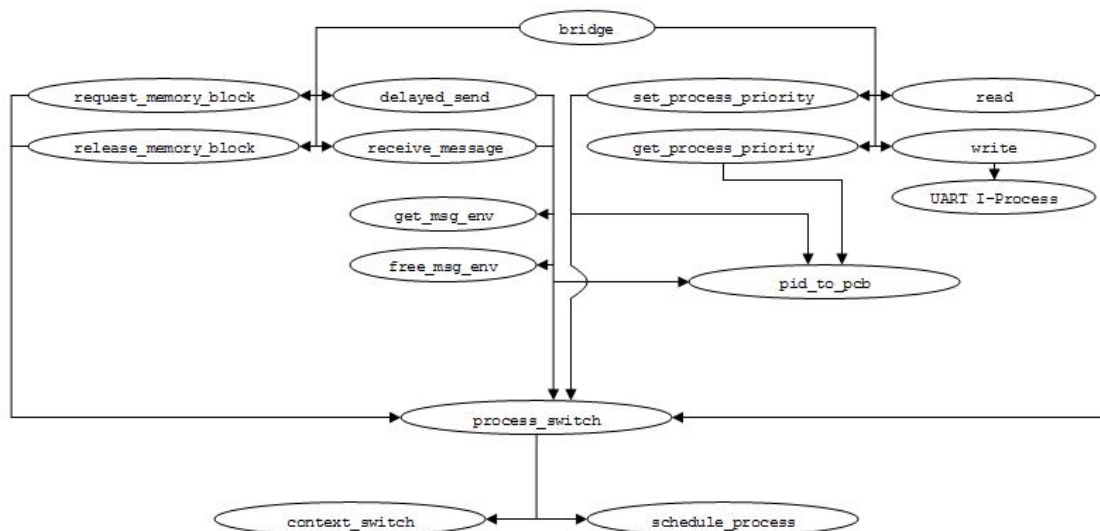 bridge
request_memory_block
delayed_send
set_process_priority
read
release_memory_block
receive_message
get_process_priority
write
UART I-Process
get_msg_env
free_msg_env
pid_to_pcb
process_switch
context_switch
schedule_process